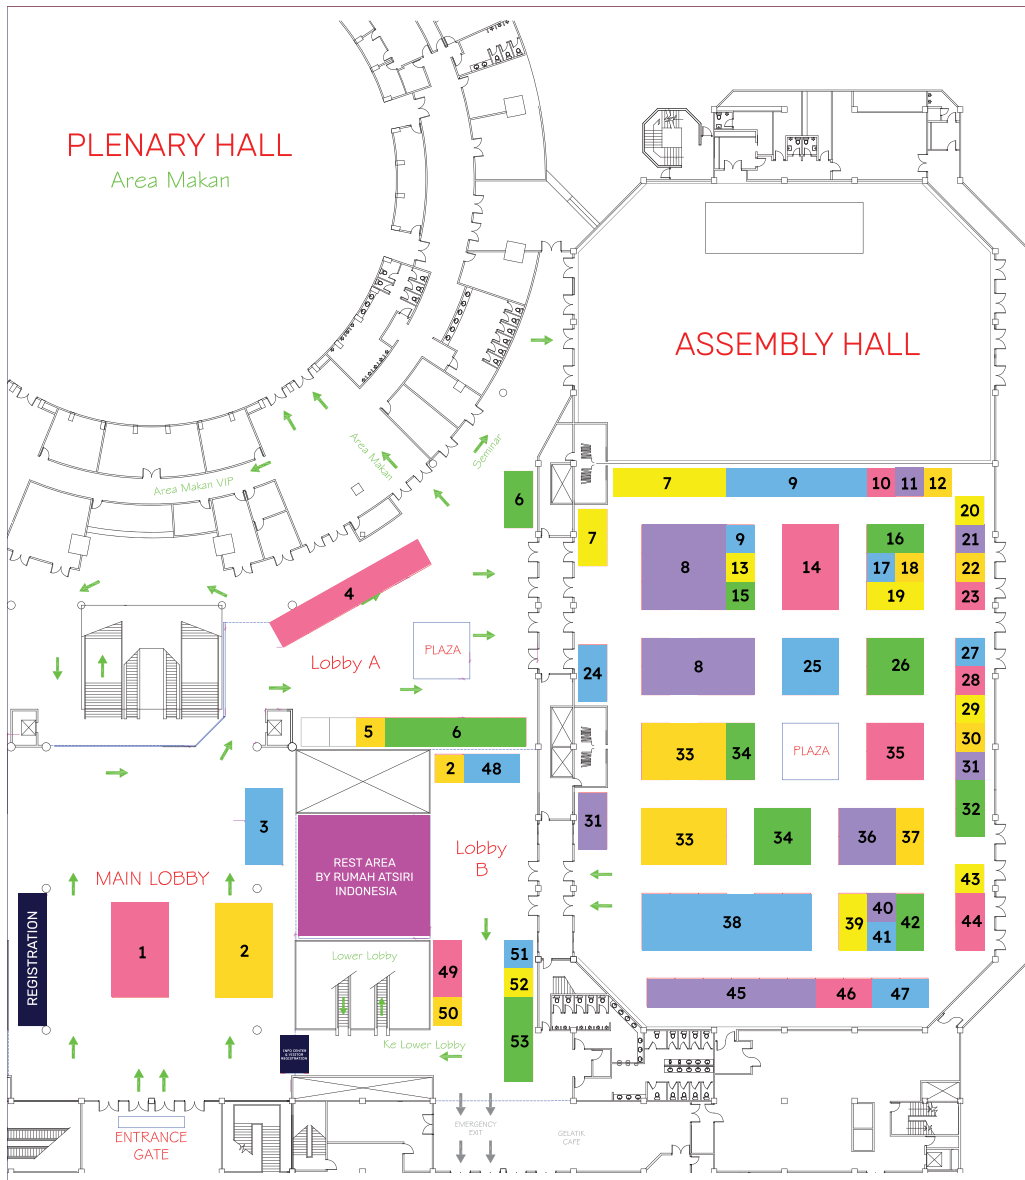 PLENARY HALL
Area Makan
ASSEMBLY HALL
Area Makan
Seminar
Area Makan VIP
7
9
10
11
12
6
20
7
8
9
14
16
21
13
17
18
22
15
19
23
4
Lobby A
PLAZA
24
8
25
26
27
28
29
5
6
33
34
PLAZA
35
30
31
2
48
32
3
31
33
34
36
37
Lobby
B
REST AREA
BY RUMAH ATSIRI
INDONESIA
MAIN LOBBY
43
REGISTRATION
1
2
38
39
40
41
42
44
Lower Lobby
49
51
52
50
53
45
46
47
INFO CENTER
& VISITOR
REGISTRATION
Ke Lower Lobby
EMERGENCY
EXIT
GELATIK
CAFE
ENTRANCE
GATE